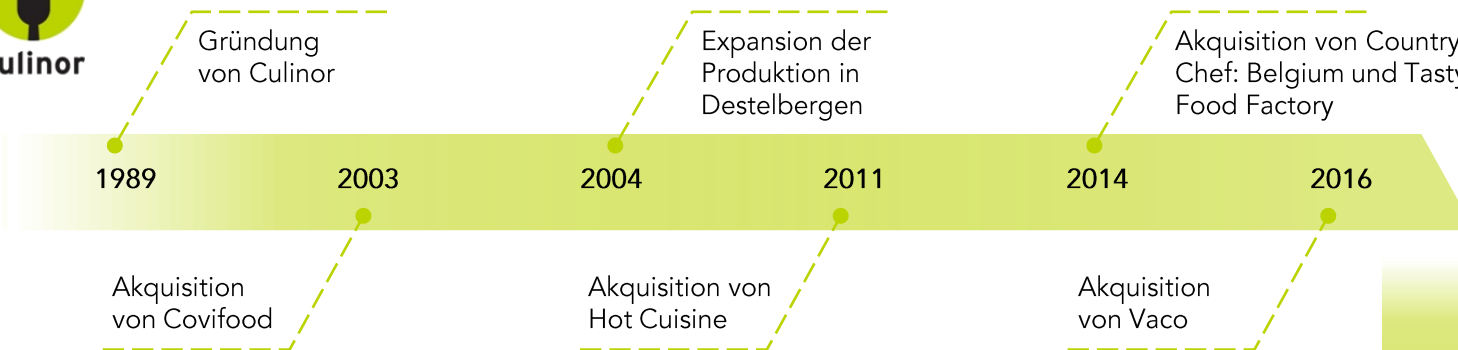 ulinor
Gründung
von Culinor
Expansion der
Produktion in
Destelbergen
Akquisition von Country
Chef: Belgium und Tasty
Food Factory
1989
2003
2004
2011
2014
2016
Akquisition
von Covifood
Akquisition von
Hot Cuisine
Akquisition
von Vaco